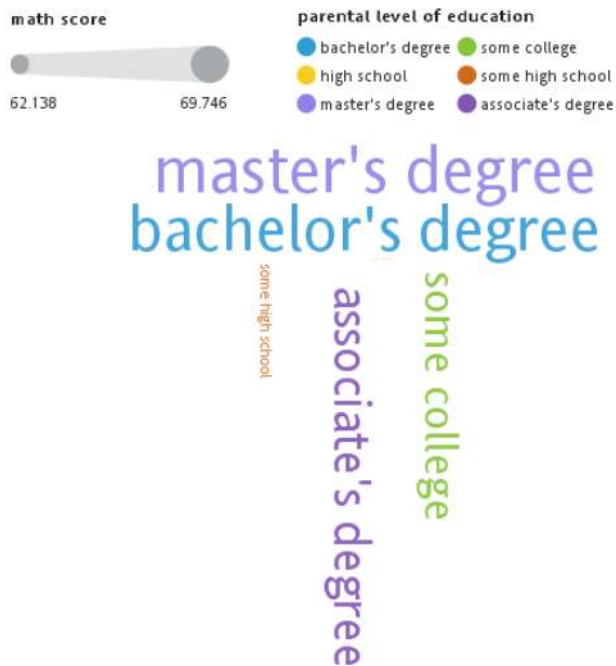 math score
62.138 69.746
parental level of education
bachelor's degree some college
high school some high school
master's degree associate's degree
master's degree
bachelor's degree
some high school
associate's degree
some college